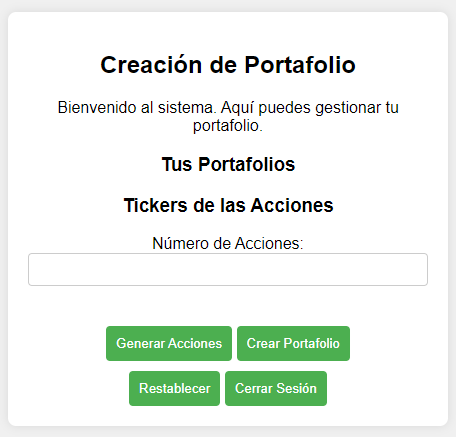 Creación de Portafolio
Bienvenido al sistema. Aquí puedes gestionar tu
portafolio.
Tus Portafolios
Tickers de las Acciones
Número de Acciones:
Generar Acciones
Crear Portafolio
Restablecer
Cerrar Sesión